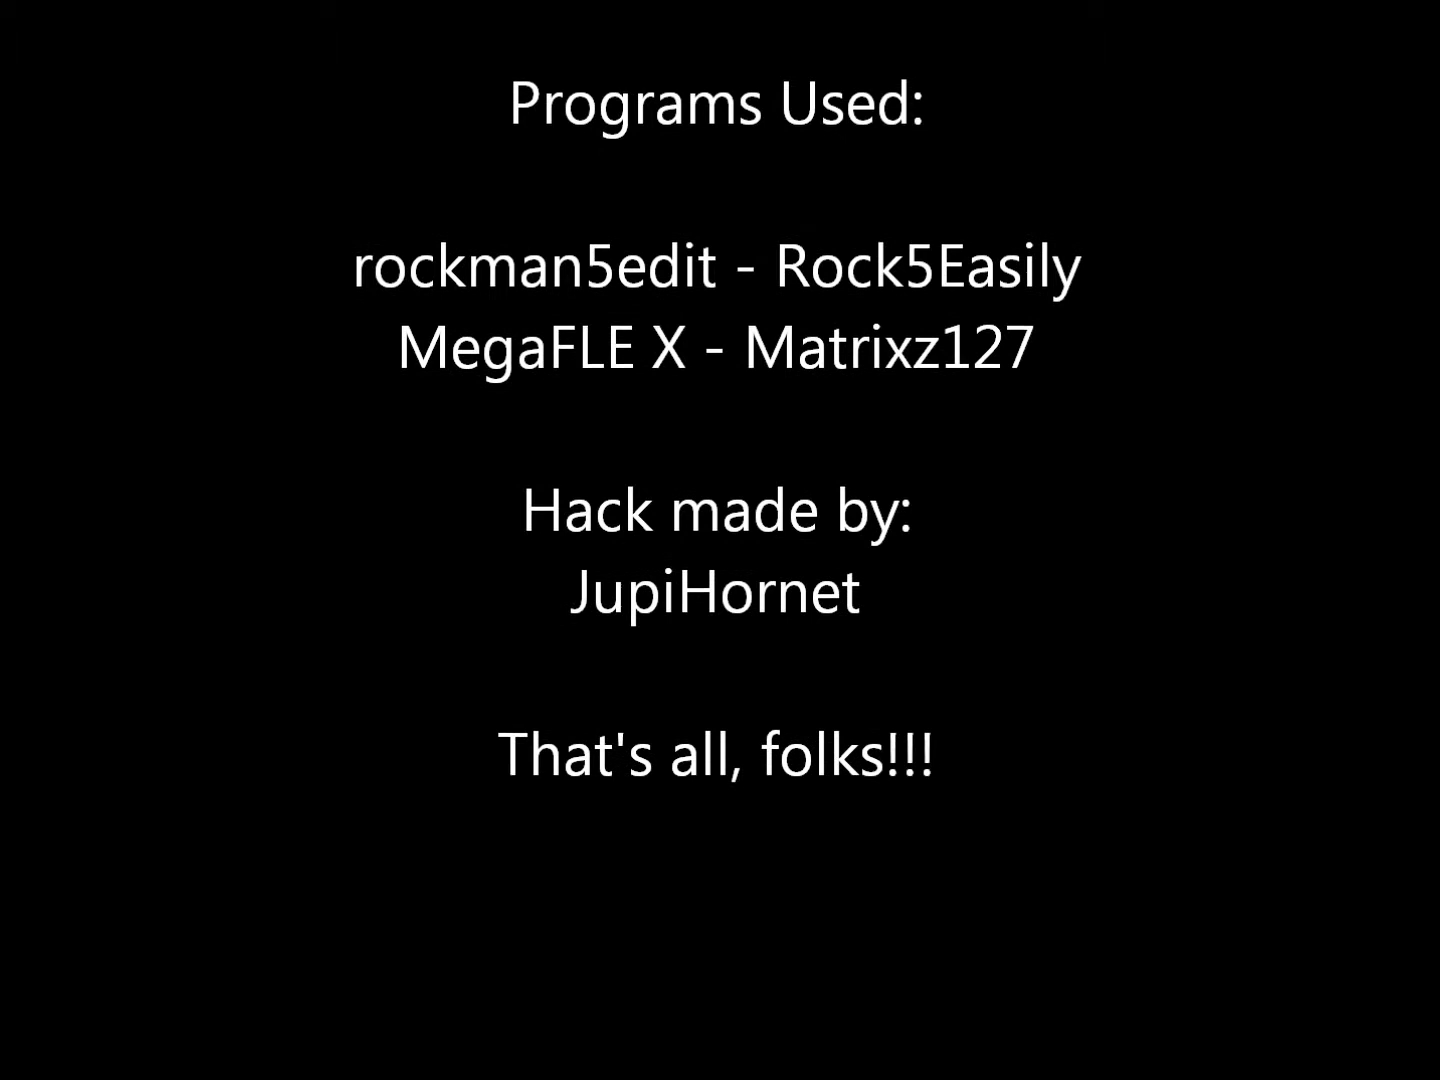 Programs Used:
rockman5edit - Rock5Easily
MegaFLE X - Matrixz127
Hack made by:
JupiHornet
That's all, folks!!!